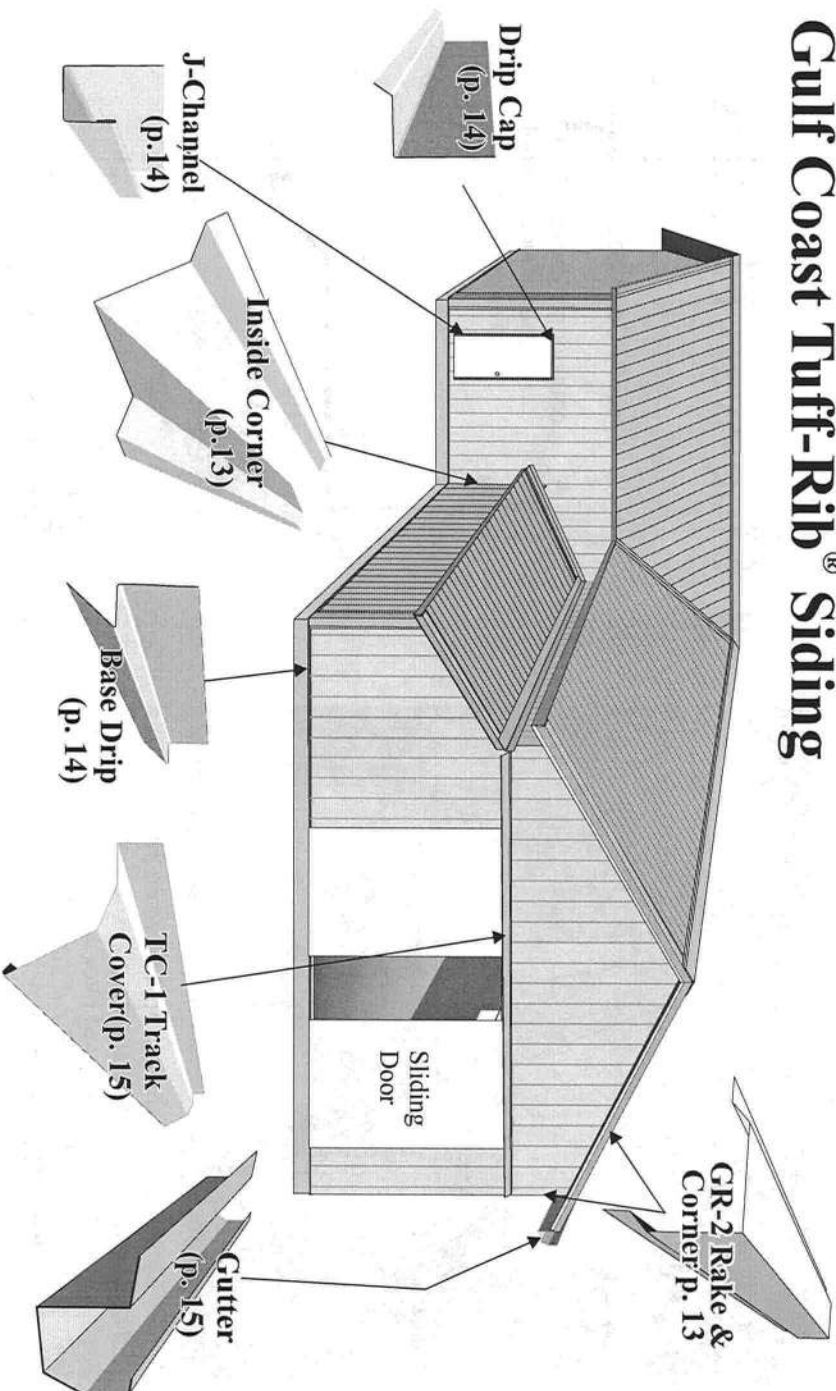 Gulf Coast Tuff-Rib® Siding
Drip Cap
(p. 14)
J-Channel
(p.14)
Inside Corner
(p.13)
Base Drip
(p. 14)
TC-1 Track
Cover(p. 15)
Sliding
Door
GR-2 Rake &
Corner p. 13
Gutter
(p. 15)